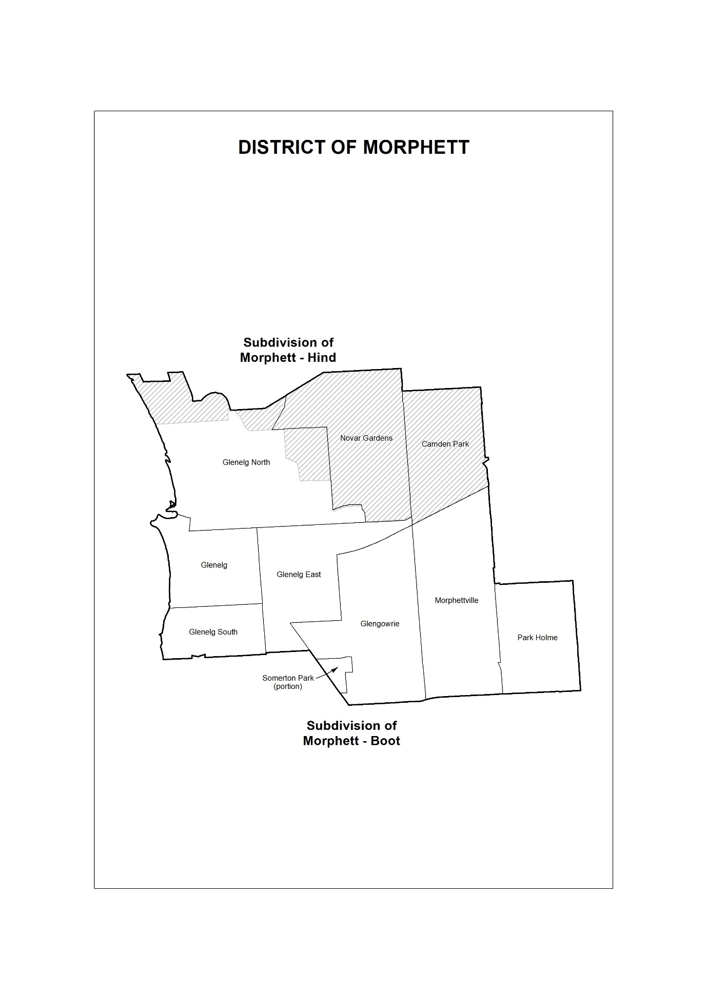 DISTRICT OF MORPHETT
Subdivision of
Morphett - Hind
Novar Gardens
Camden Park
Glenelg North
Glenelg
Glenelg East
Morphettville
Glengowrie
Glenelg South
Park Holme
Somerton Park
(portion)
Subdivision of
Morphett - Boot